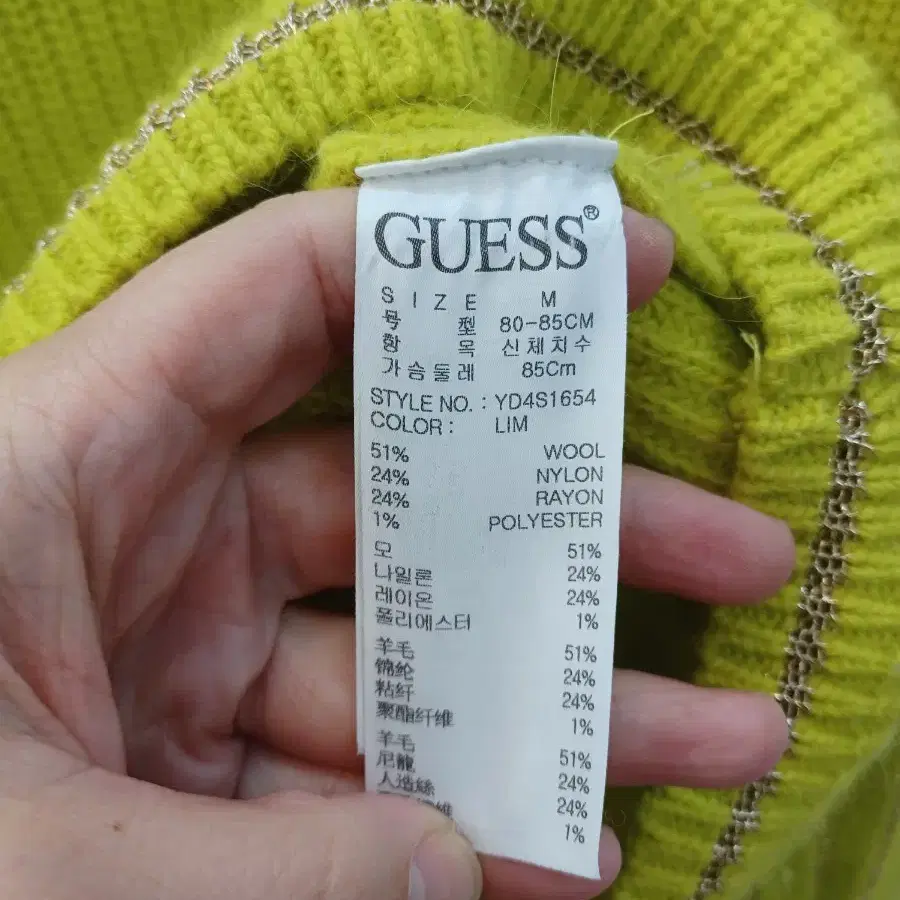 GUESS®
SIZE M
号型 80-85CM
항목 신체치수
가슴둘레 85Cm
STYLE NO. : YD4S1654
COLOR : LIM
51% WOOL
24% NYLON
24% RAYON
1% POLYESTER
모 51%
나일론 24%
레이온 24%
폴리에스터 1%
羊毛 51%
锦纶 24%
粘纤 24%
聚酯纤维 1%
羊毛 51%
尼龍 24%
人造絲 24%
1%